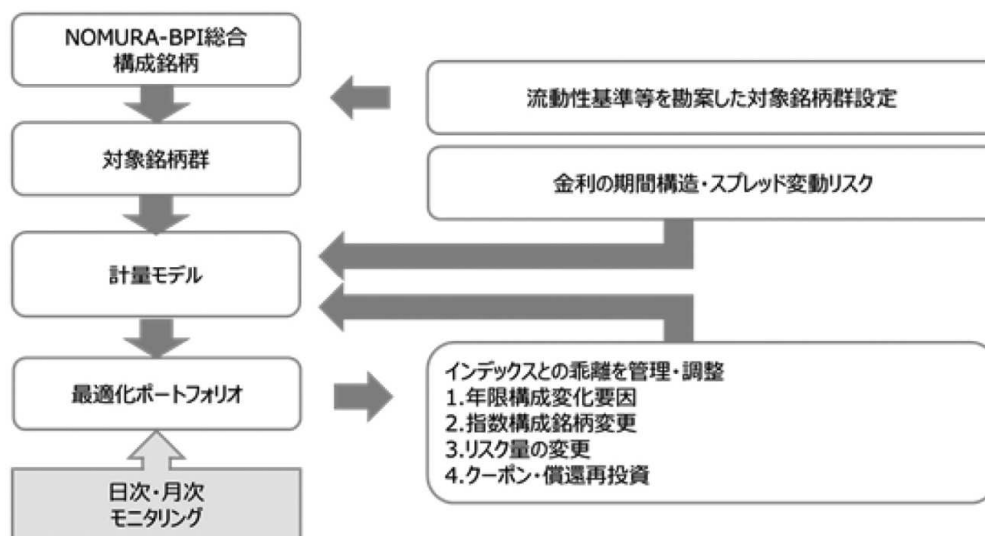 NOMURA-BPI総合
構成銘柄
流動性基準等を勘案した対象銘柄群設定
対象銘柄群
金利の期間構造・スプレッド変動リスク
計量モデル
最適化ポートフォリオ
インデックスとの乖離を管理・調整
1.年限構成変化要因
2.指数構成銘柄変更
3.リスク量の変更
4.クーポン・償還再投資
日次・月次
モニタリング